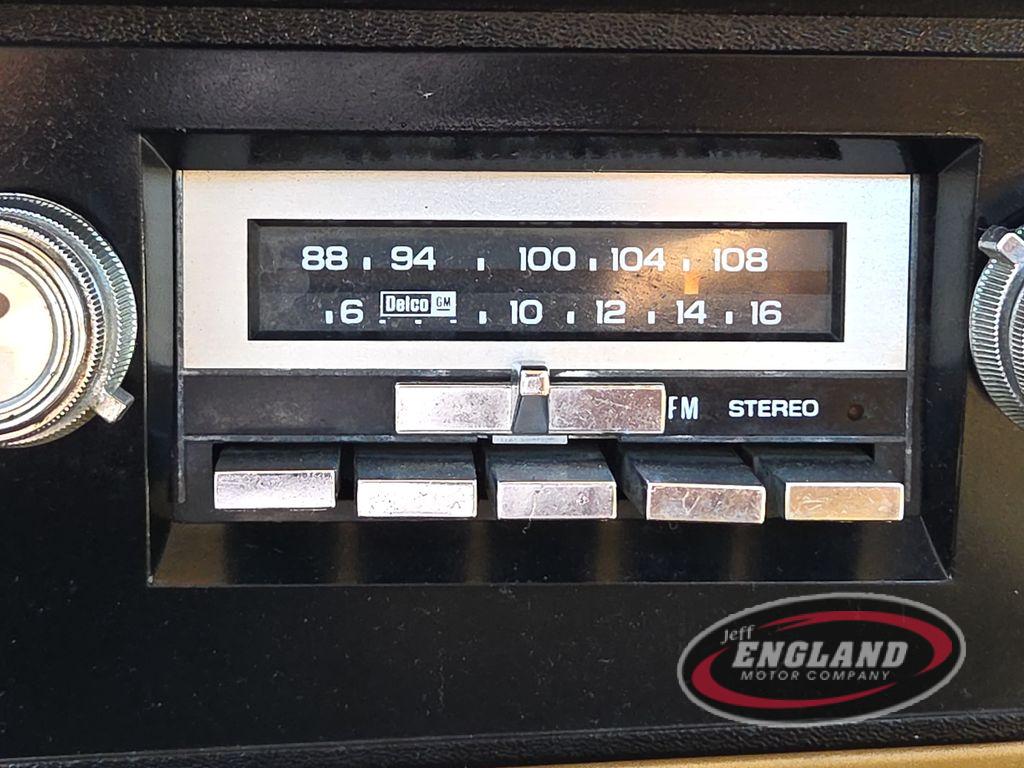 88 94 100 104 108
6 Delco GM 10 12 14 16
FM STEREO
Jeff
ENGLAND
MOTOR COMPANY